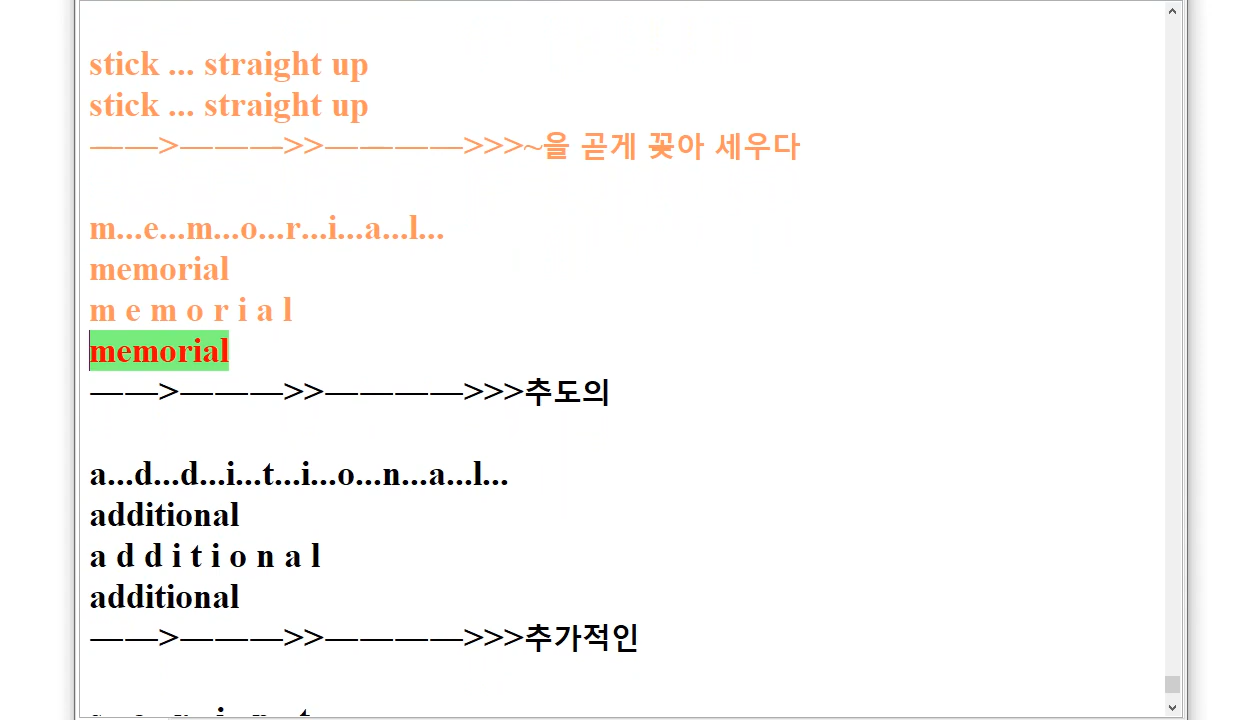 stick ... straight up
stick ... straight up
——>———>>————>>>~을 곧게 꽂아 세우다
m...e...m...o...r...i...a...l...
memorial
m e m o r i a l
memorial
——>———>>————>>>추도의
a...d...d...i...t...i...o...n...a...l...
additional
a d d i t i o n a l
additional
——>———>>————>>>추가적인